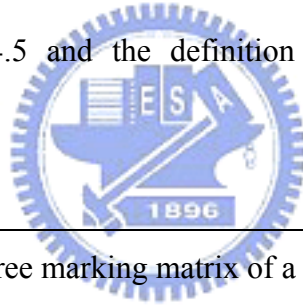 .5 and the definition
E S A
1896
ree marking matrix of a